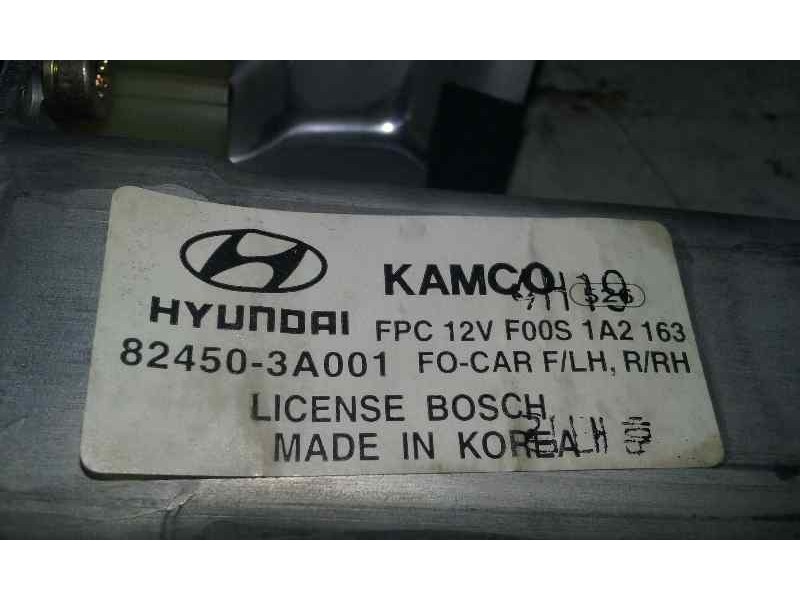 KAMCO
HYUNDAI
FPC 12V F00S 1A2 163
82450-3A001 FO-CAR F/LH, R/RH
LICENSE BOSCH
MADE IN KOREA